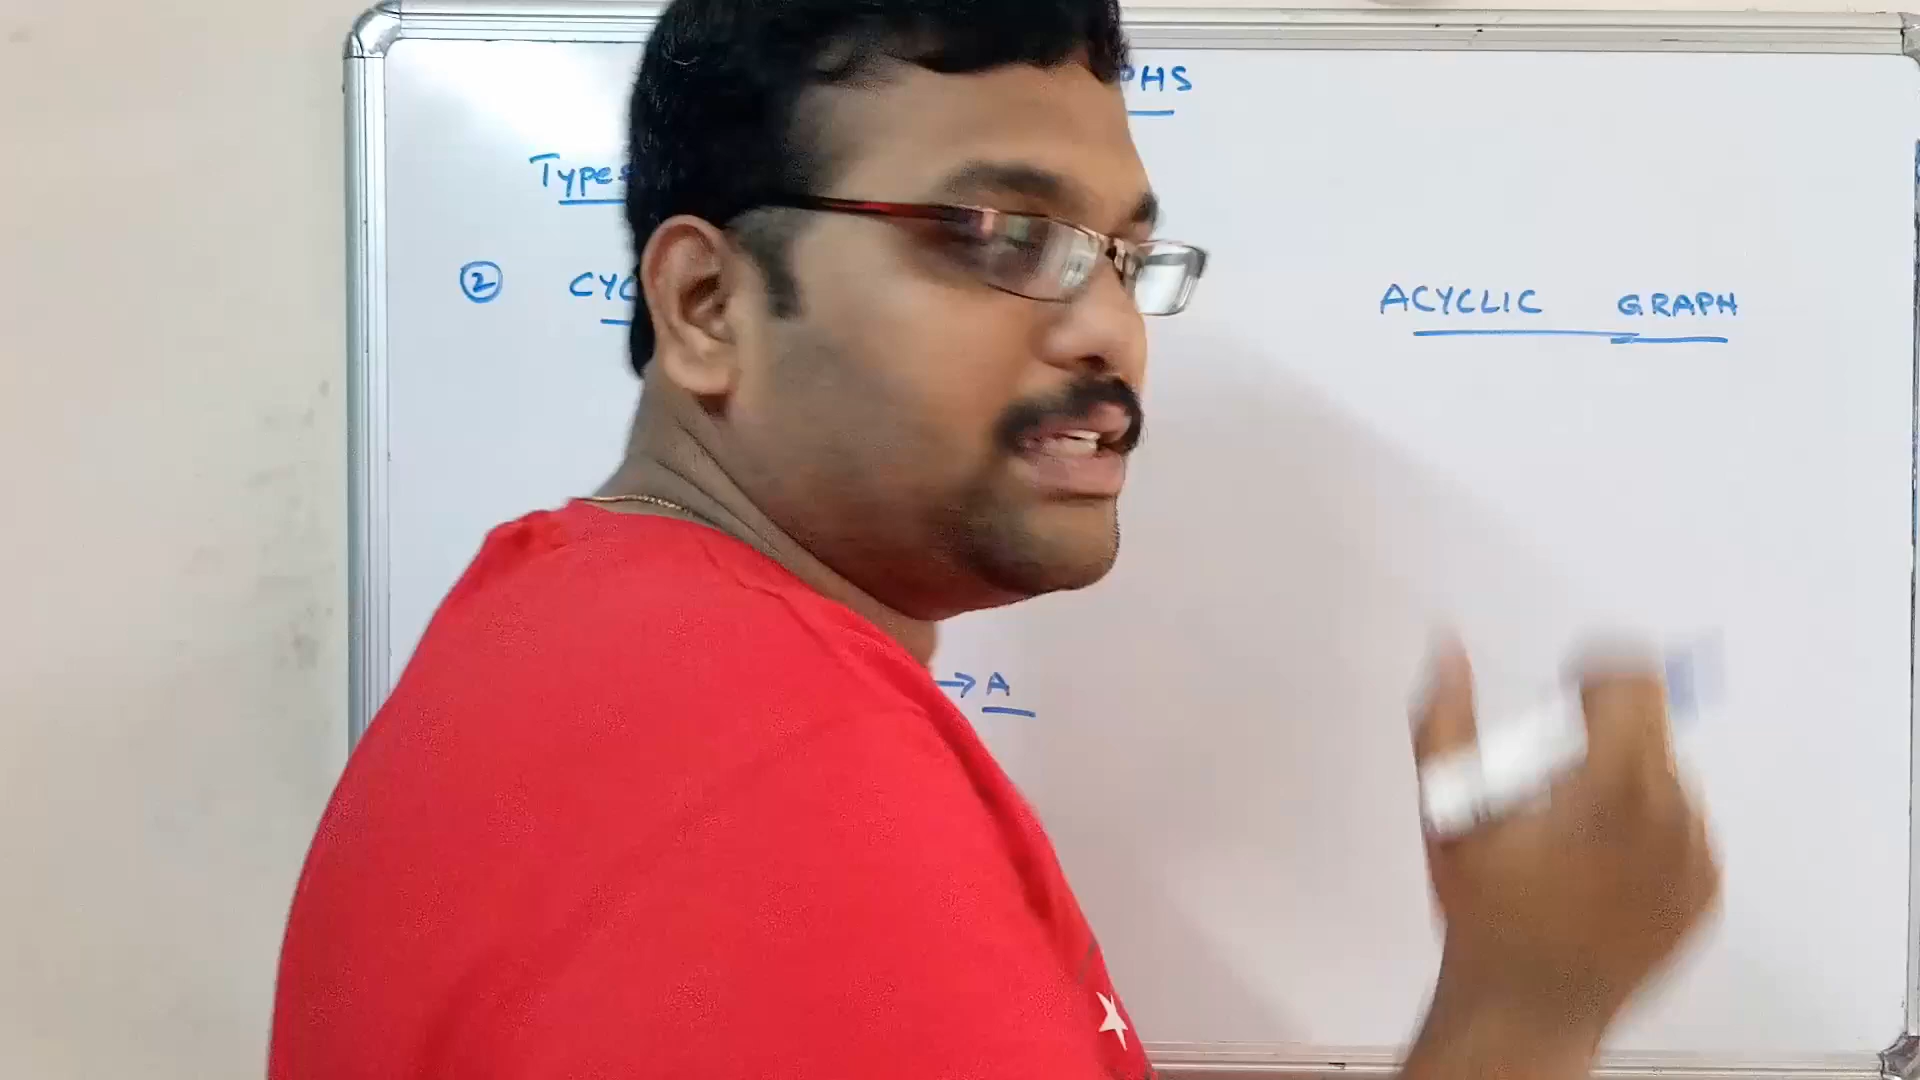 PHS
Types
② CYC ACYCLIC GRAPH
→ A